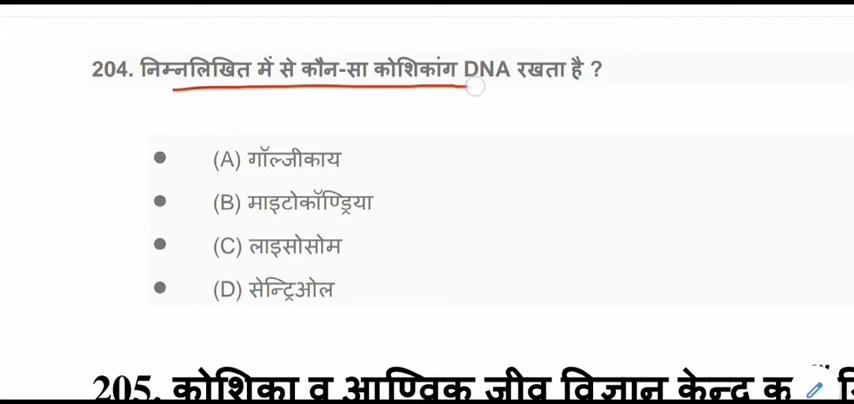 204. निम्नलिखित में से कौन-सा कोशिकांग DNA रखता है ?
(A) गॉल्जीकाय
(B) माइटोकॉण्ड्रिया
(C) लाइसोसोम
(D) सेन्ट्रिओल
205. कोशिका व आण्विक जीव विज्ञान केन्द्र